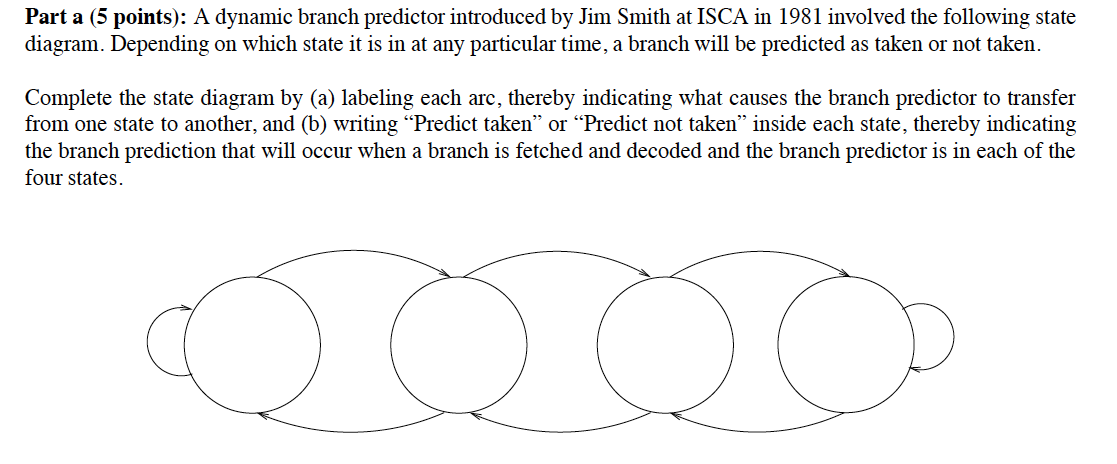 Part a (5 points): A dynamic branch predictor introduced by Jim Smith at ISCA in 1981 involved the following state
diagram. Depending on which state it is in at any particular time, a branch will be predicted as taken or not taken.
Complete the state diagram by (a) labeling each arc, thereby indicating what causes the branch predictor to transfer
from one state to another, and (b) writing “Predict taken” or “Predict not taken” inside each state, thereby indicating
the branch prediction that will occur when a branch is fetched and decoded and the branch predictor is in each of the
four states.